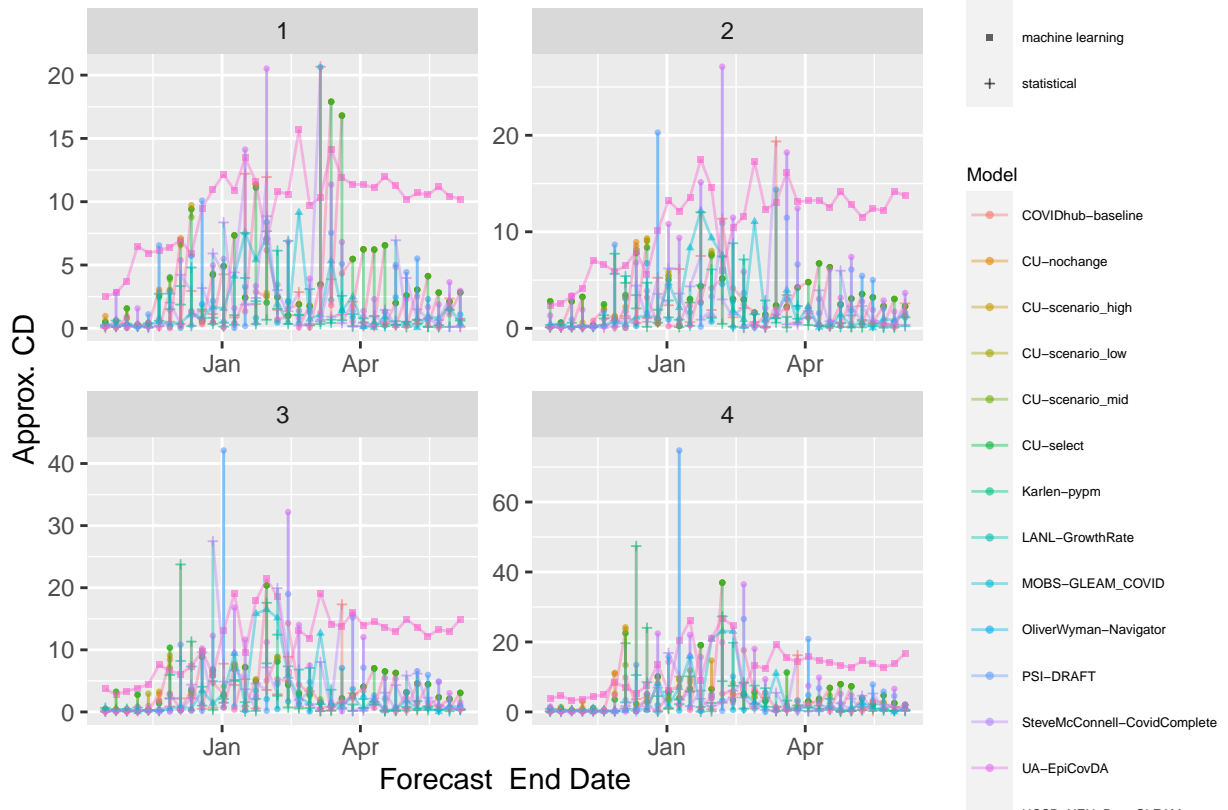 1
2
20
15
10
5
0
Jan
Apr
20
10
0
Jan
Apr
3
4
40
30
20
10
0
Jan
Apr
60
40
20
0
Jan
Apr
Approx. CD
Forecast End Date
machine learning
statistical
Model
COVIDhub−baseline
CU−nochange
CU−scenario_high
CU−scenario_low
CU−scenario_mid
CU−select
Karlen−pypm
LANL−GrowthRate
MOBS−GLEAM_COVID
OliverWyman−Navigator
PSI−DRAFT
SteveMcConnell−CovidComplete
UA−EpiCovDA